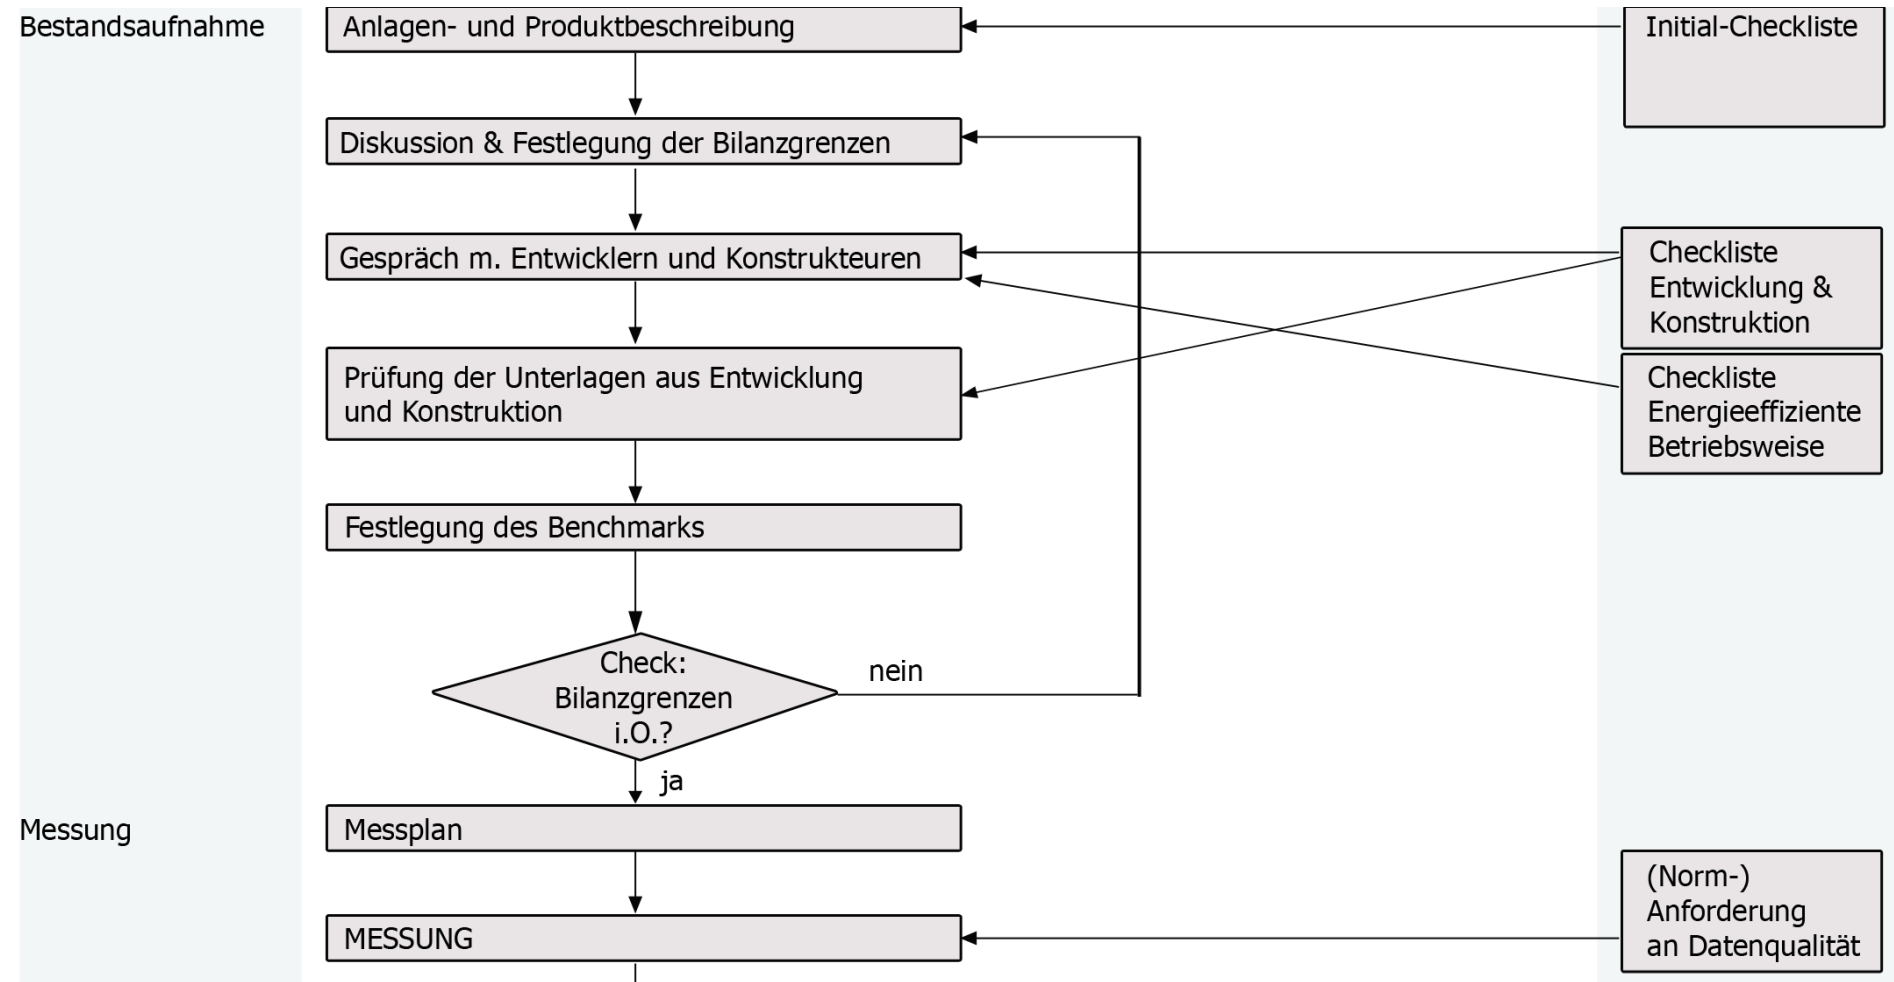 Bestandsaufnahme
Anlagen- und Produktbeschreibung
Initial-Checkliste
Diskussion & Festlegung der Bilanzgrenzen
Gespräch m. Entwicklern und Konstrukteuren
Checkliste
Entwicklung &
Konstruktion
Prüfung der Unterlagen aus Entwicklung
und Konstruktion
Checkliste
Energieeffiziente
Betriebsweise
Festlegung des Benchmarks
Check:
Bilanzgrenzen
i.O.?
nein
ja
Messung
Messplan
(Norm-)
Anforderung
an Datenqualität
MESSUNG